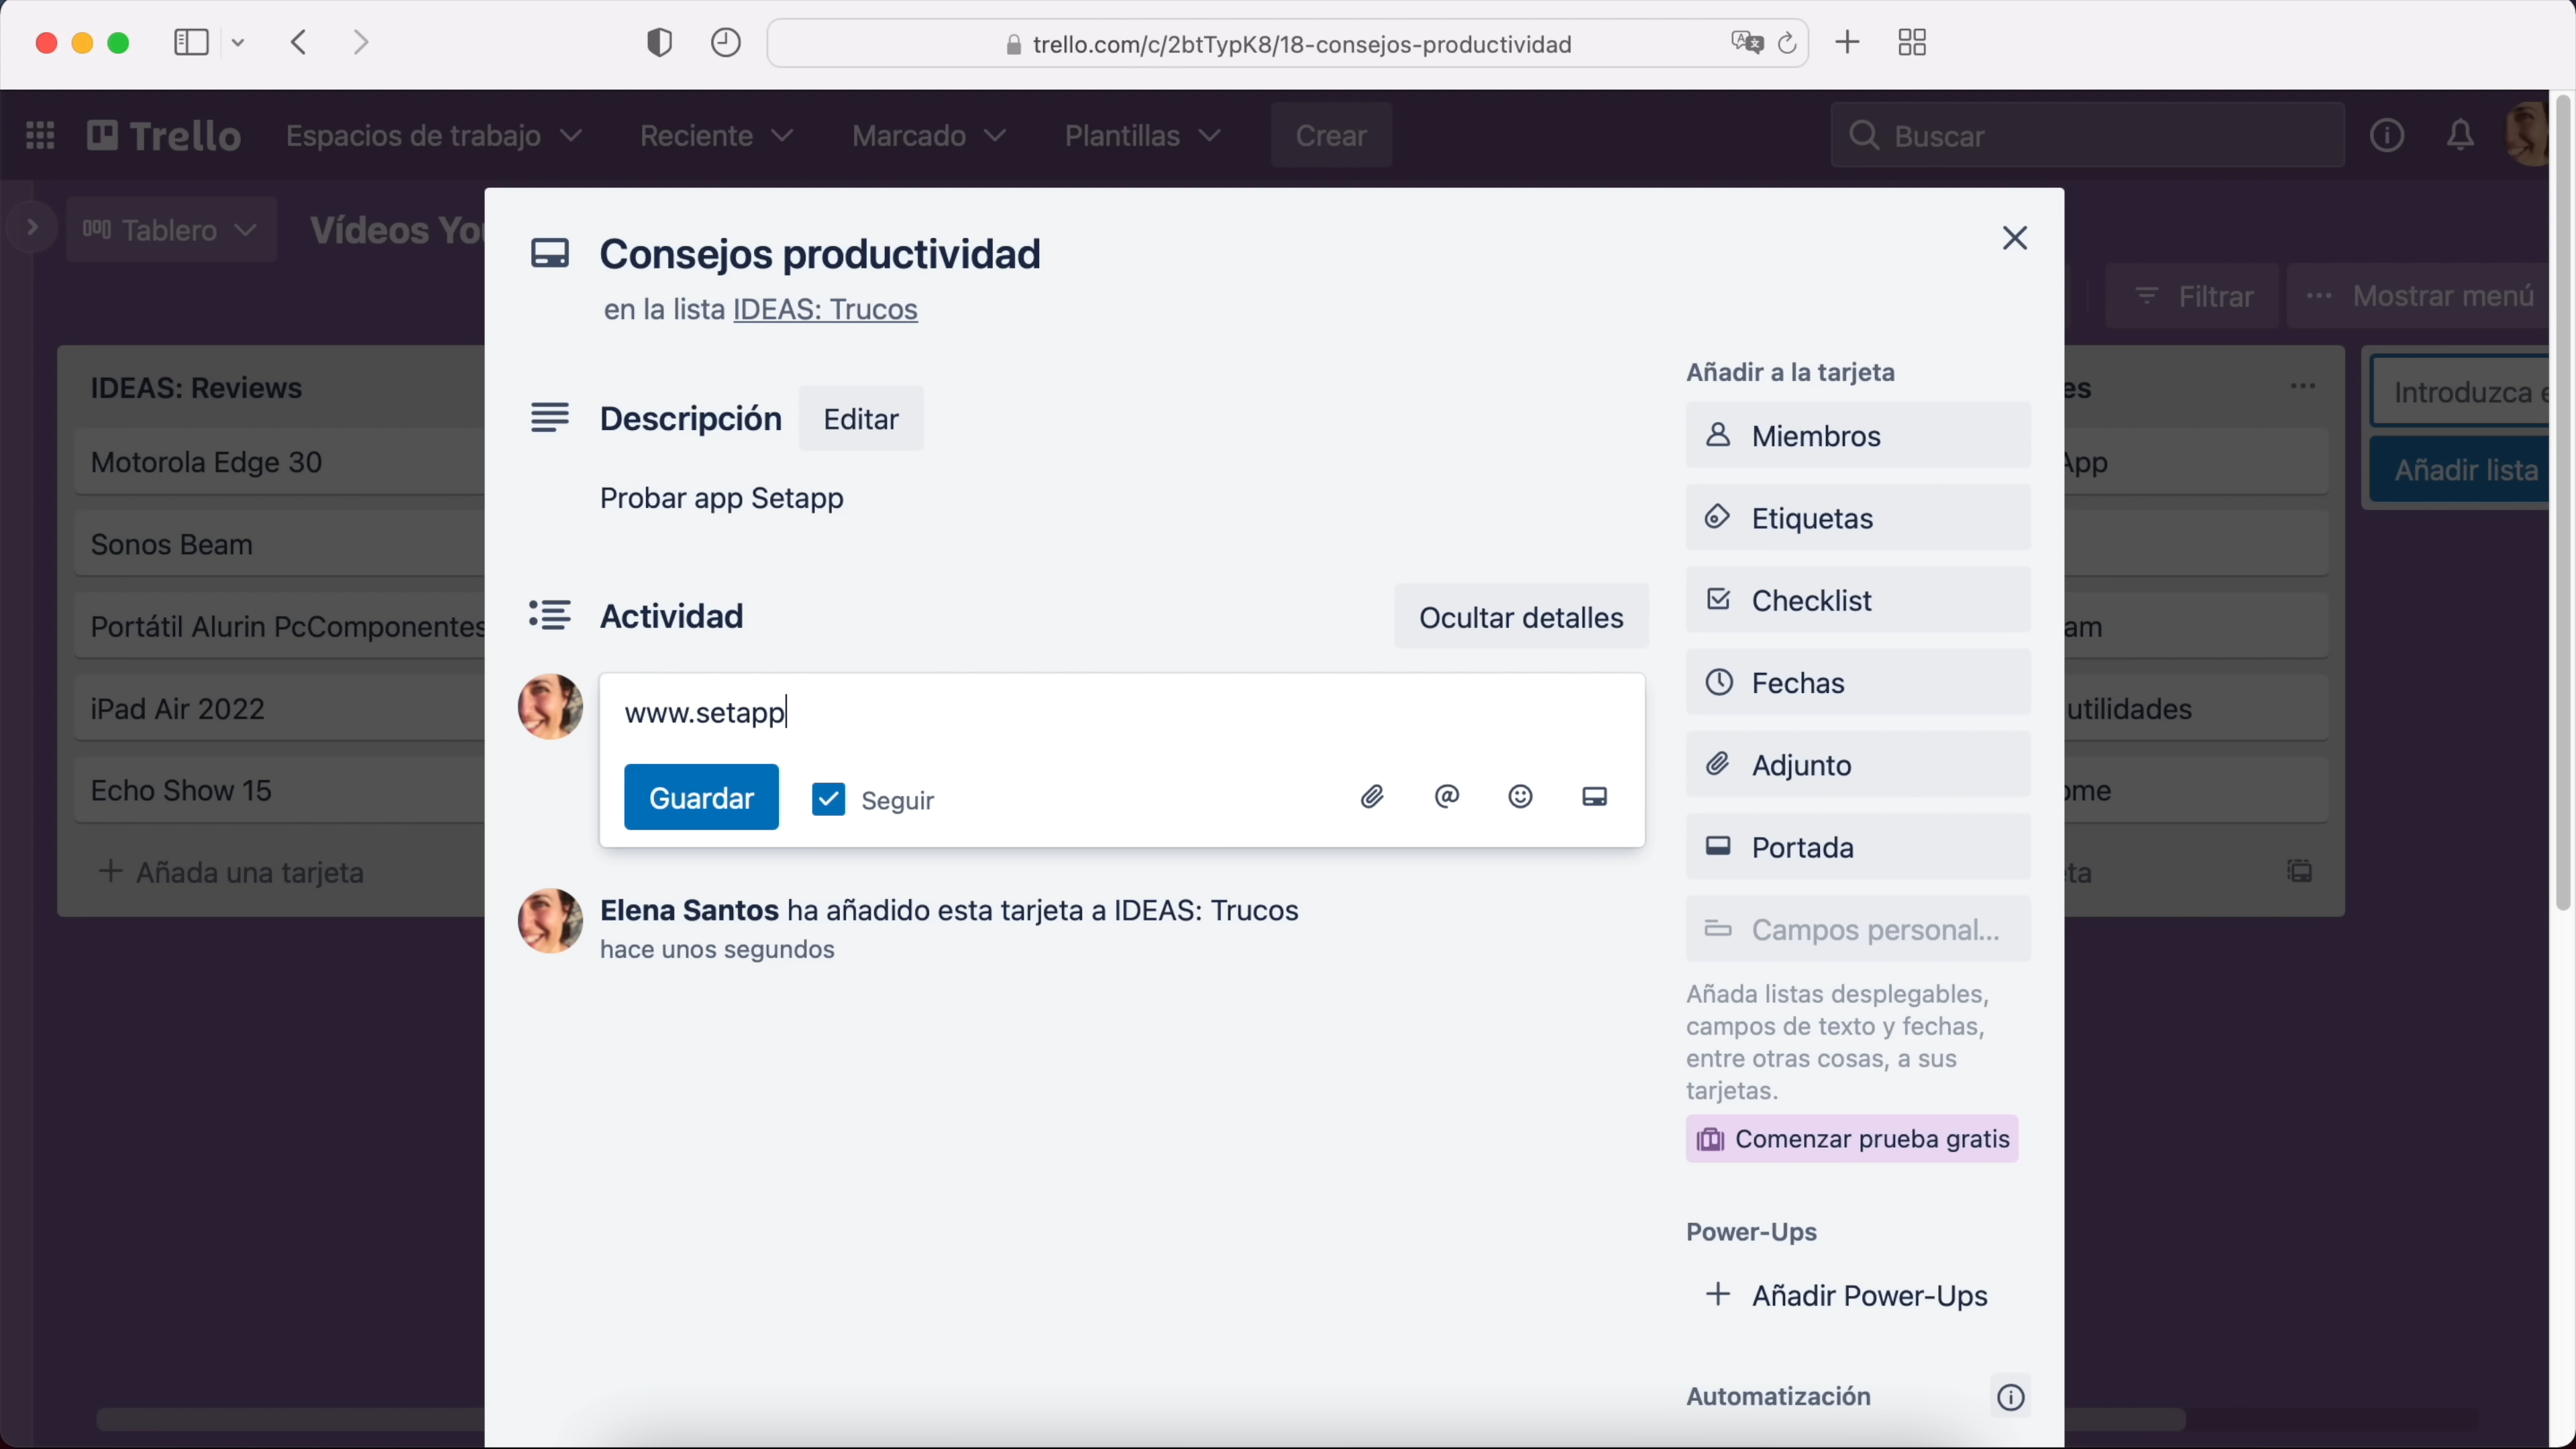 trello.com/c/2btTypK8/18-consejos-productividad
Trello
Espacios de trabajo
Reciente
Marcado
Plantillas
Crear
Buscar
Tablero
Vídeos
Filtrar
Mostrar menú
Consejos productividad
en la lista IDEAS: Trucos
IDEAS: Reviews
Motorola Edge 30
Sonos Beam
Portátil Alurin PcComponentes
iPad Air 2022
Echo Show 15
Añada una tarjeta
Descripción
Editar
Probar app Setapp
Actividad
Ocultar detalles
www.setapp
Guardar
Seguir
@
Elena Santos ha añadido esta tarjeta a IDEAS: Trucos
hace unos segundos
Añadir a la tarjeta
Miembros
Etiquetas
Checklist
Fechas
Adjunto
Portada
Campos personal...
Añada listas desplegables,
campos de texto y fechas,
entre otras cosas, a sus
tarjetas.
Comenzar prueba gratis
Power-Ups
Añadir Power-Ups
Automatización
App
utilidades
Introduzca e
Añadir lista